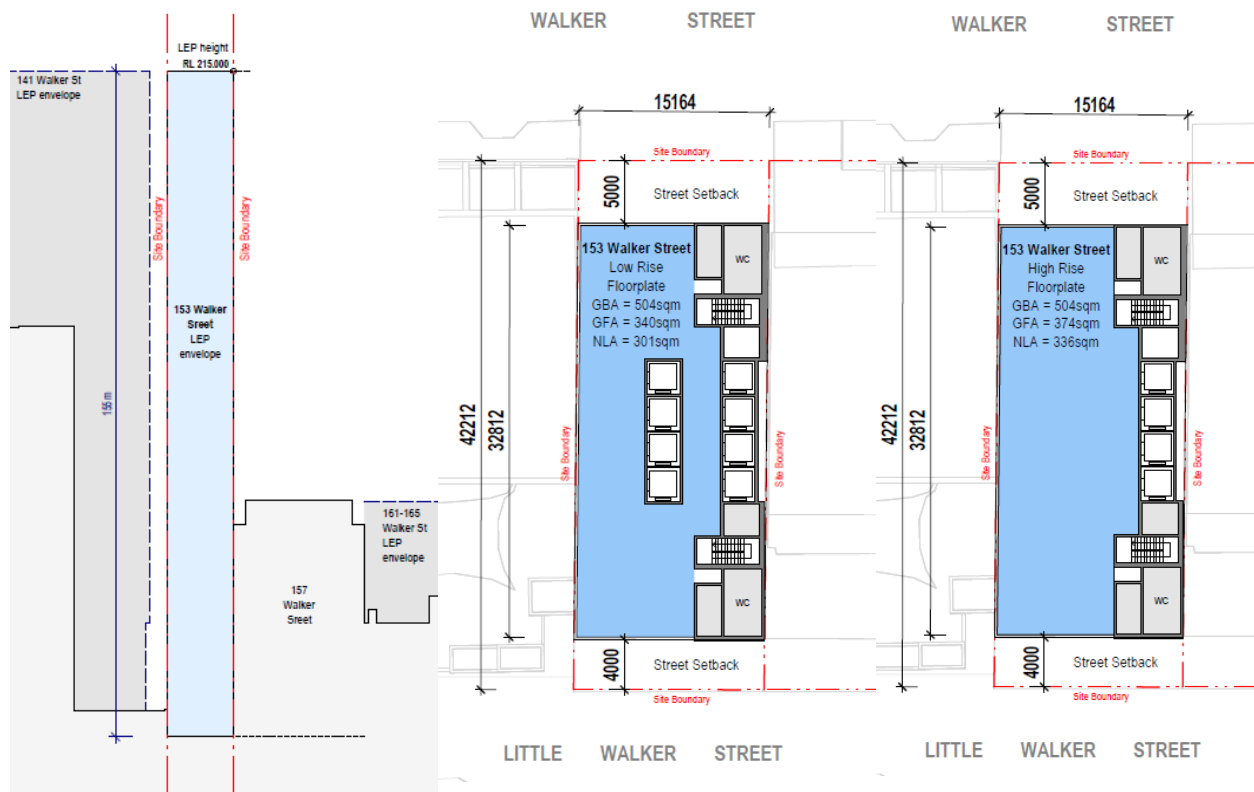 LEP height
RL 215.000
141 Walker St
LEP envelope
Site Boundary
Site Boundary
153 Walker
Sreet
LEP
envelope
155 m
161-165
Walker St
LEP
envelope
157
Walker
Sreet
WALKER STREET
15164
Site Boundary
5000
Street Setback
153 Walker Street
Low Rise
Floorplate
GBA = 504sqm
GFA = 340sqm
NLA = 301sqm
WC
42212
32812
Site Boundary
Site Boundary
WC
4000
Street Setback
Site Boundary
LITTLE WALKER STREET
WALKER STREET
15164
Site Boundary
5000
Street Setback
153 Walker Street
High Rise
Floorplate
GBA = 504sqm
GFA = 374sqm
NLA = 336sqm
WC
42212
32812
Site Boundary
Site Boundary
WC
4000
Street Setback
Site Boundary
LITTLE WALKER STREET